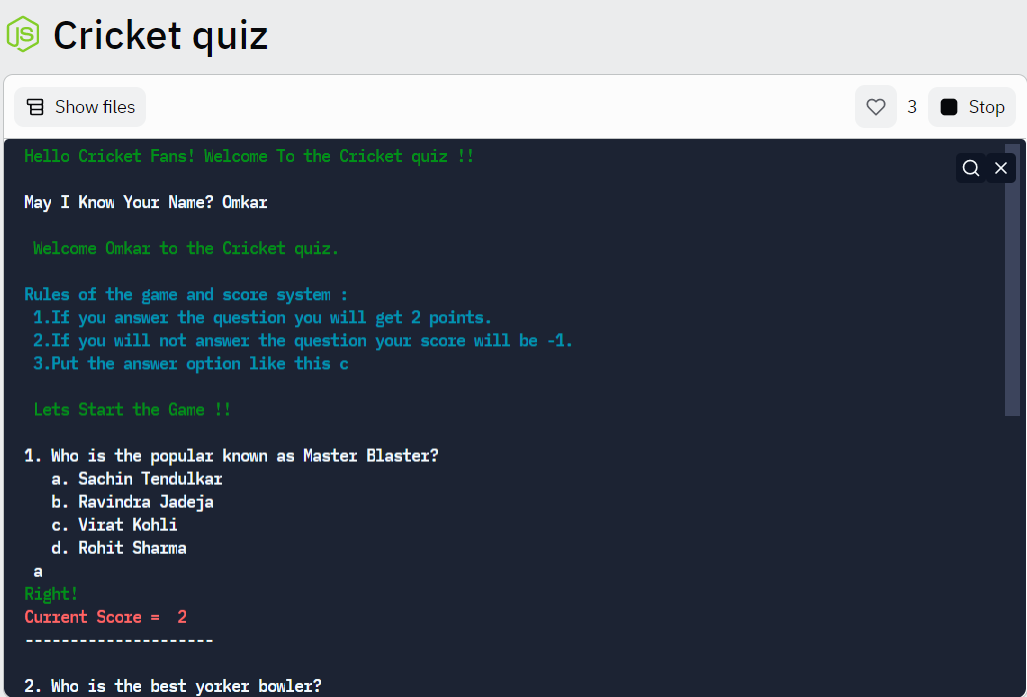 JS Cricket quiz
Show files
3
Stop
Hello Cricket Fans! Welcome To the Cricket quiz !!
May I Know Your Name? Omkar
Welcome Omkar to the Cricket quiz.
Rules of the game and score system :
1.If you answer the question you will get 2 points.
2.If you will not answer the question your score will be -1.
3.Put the answer option like this c
Lets Start the Game !!
1. Who is the popular known as Master Blaster?
a. Sachin Tendulkar
b. Ravindra Jadeja
c. Virat Kohli
d. Rohit Sharma
a
Right!
Current Score =  2
---------------------
2. Who is the best yorker bowler?